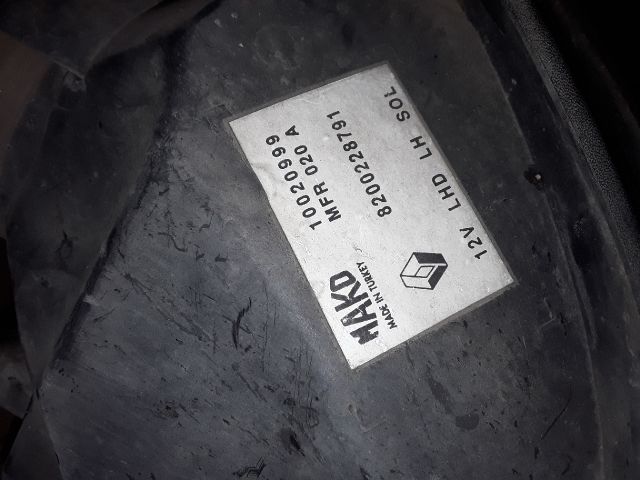 MAKO 10020999
MADE IN TURKEY MFR 020 A
8200228791
12V LHD LH SOL